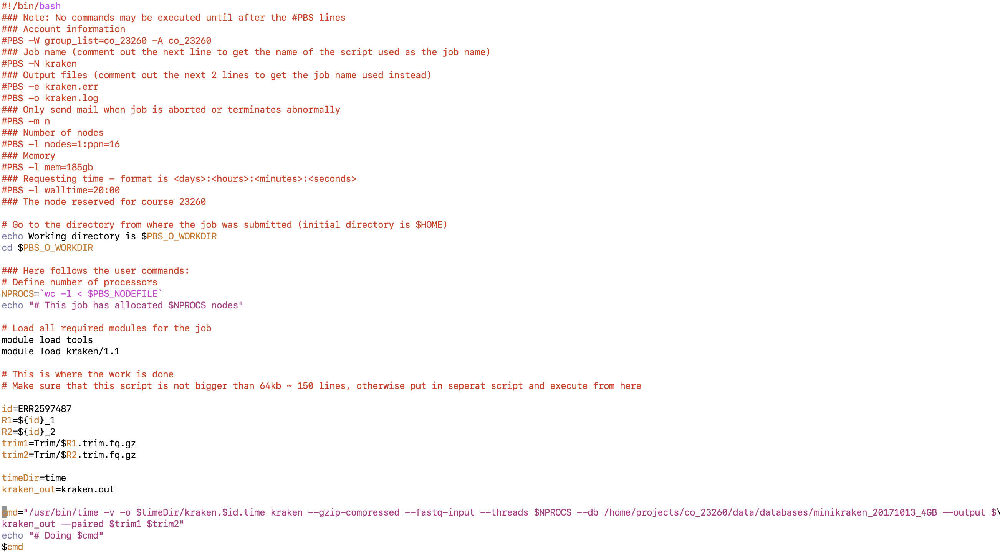 #!/bin/bash
### Note: No commands may be executed until after the #PBS lines
### Account information
#PBS -W group_list=co_23260 -A co_23260
### Job name (comment out the next line to get the name of the script used as the job name)
#PBS -N kraken
### Output files (comment out the next 2 lines to get the job name used instead)
#PBS -e kraken.err
#PBS -o kraken.log
### Only send mail when job is aborted or terminates abnormally
#PBS -m n
### Number of nodes
#PBS -l nodes=1:ppn=16
### Memory
#PBS -l mem=185gb
### Requesting time - format is <days>:<hours>:<minutes>:<seconds>
#PBS -l walltime=20:00
### The node reserved for course 23260
# Go to the directory from where the job was submitted (initial directory is $HOME)
echo Working directory is $PBS_O_WORKDIR
cd $PBS_O_WORKDIR
### Here follows the user commands:
# Define number of processors
NPROCS=`wc -l < $PBS_NODEFILE`
echo "# This job has allocated $NPROCS nodes"
# Load all required modules for the job
module load tools
module load kraken/1.1
# This is where the work is done
# Make sure that this script is not bigger than 64kb ~ 150 lines, otherwise put in seperat script and execute from here
id=ERR2597487
R1=${id}_1
R2=${id}_2
trim1=Trim/$R1.trim.fq.gz
trim2=Trim/$R2.trim.fq.gz
timeDir=time
kraken_out=kraken.out
cmd="/usr/bin/time -v -o $timeDir/kraken.$id.time kraken --gzip-compressed --fastq-input --threads $NPROCS --db /home/projects/co_23260/data/databases/minikraken_20171013_4GB --output $\
kraken_out --paired $trim1 $trim2"
echo "# Doing $cmd"
$cmd